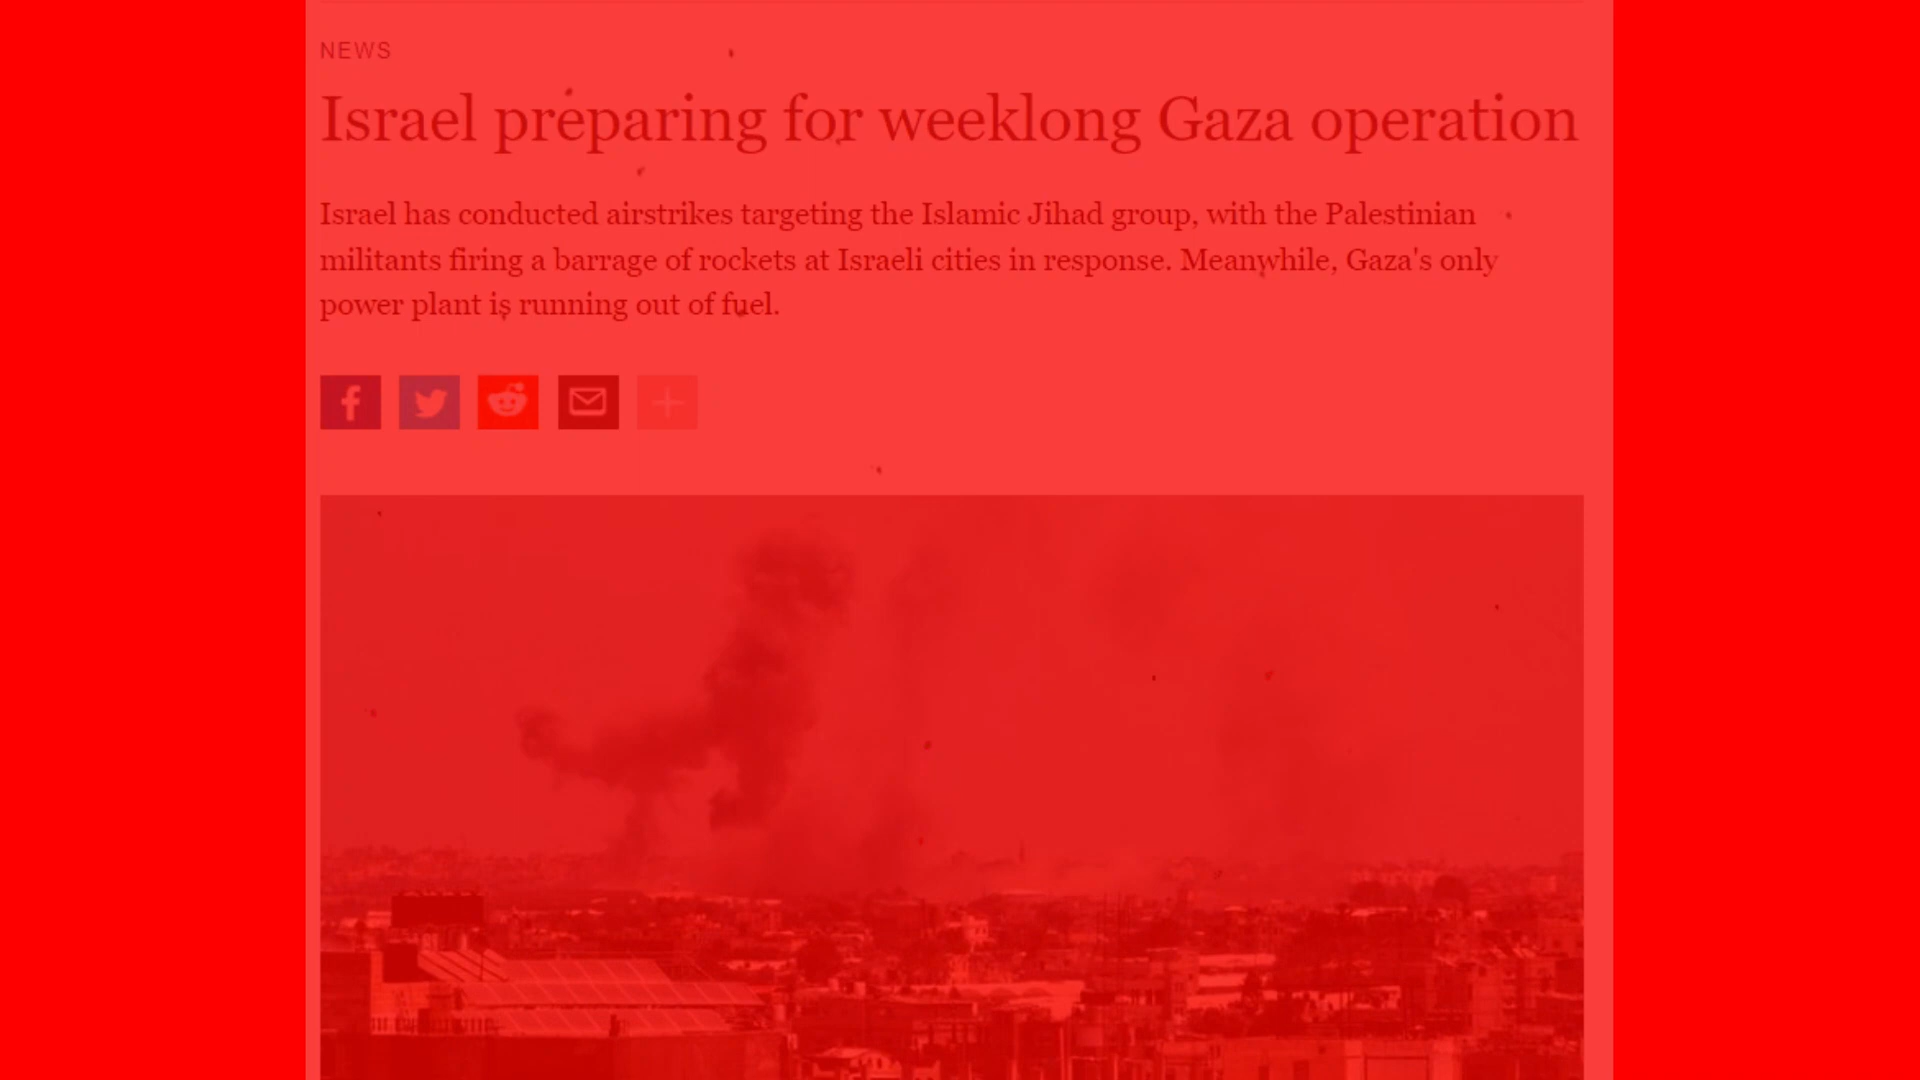 NEWS
Israel preparing for weeklong Gaza operation
Israel has conducted airstrikes targeting the Islamic Jihad group, with the Palestinian
militants firing a barrage of rockets at Israeli cities in response. Meanwhile, Gaza's only
power plant is running out of fuel.